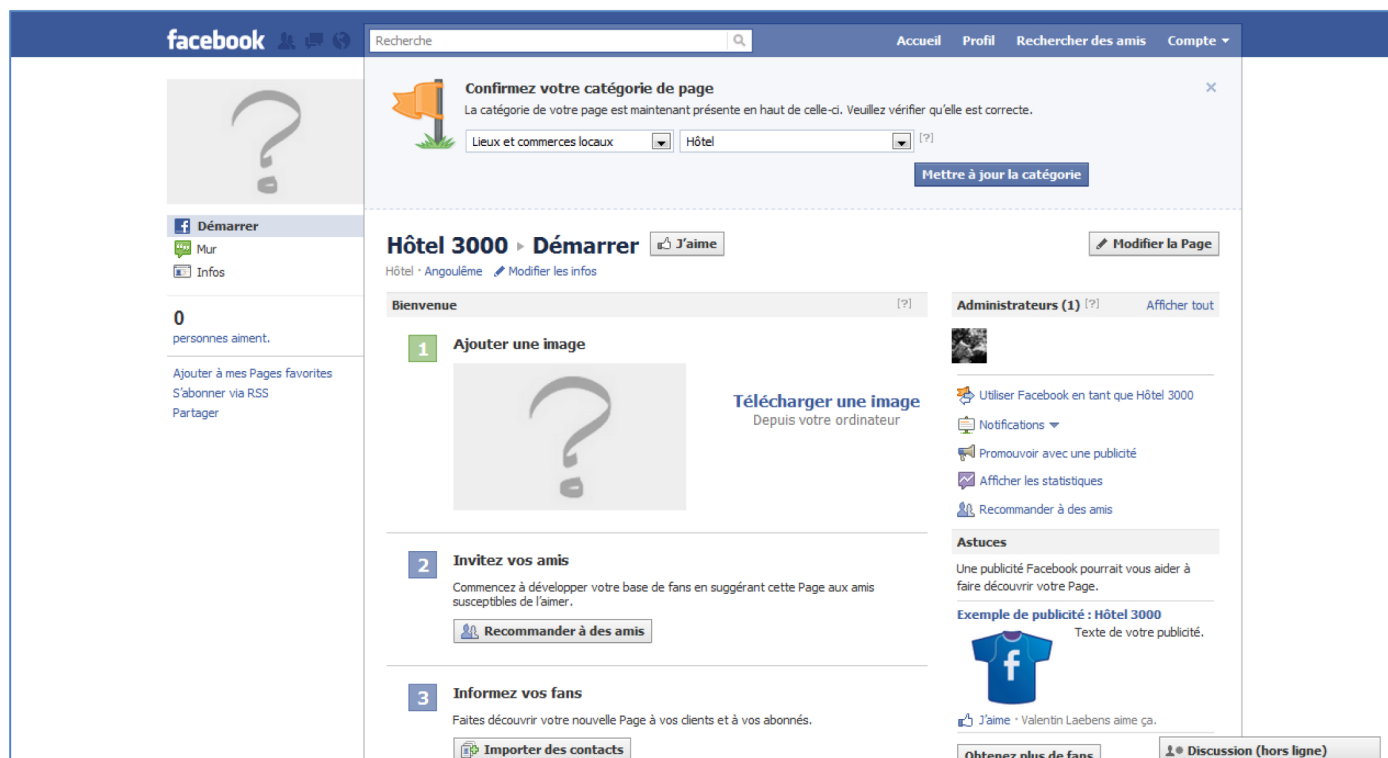 facebook
Recherche
Accueil Profil Rechercher des amis Compte
Confirmez votre catégorie de page
La catégorie de votre page est maintenant présente en haut de celle-ci. Veuillez vérifier qu'elle est correcte.
Lieux et commerces locaux Hôtel [?]
Mettre à jour la catégorie
Démarrer
Mur
Infos
0
personnes aiment.
Ajouter à mes Pages favorites
S'abonner via RSS
Partager
Hôtel 3000 Démarrer J'aime
Modifier la Page
Hôtel · Angoulême Modifier les infos
Bienvenue [?]
1 Ajouter une image
Télécharger une image
Depuis votre ordinateur
2 Invitez vos amis
Commencez à développer votre base de fans en suggérant cette Page aux amis
susceptibles de l'aimer.
Recommander à des amis
3 Informez vos fans
Faites découvrir votre nouvelle Page à vos clients et à vos abonnés.
Importer des contacts
Administrateurs (1) [?] Afficher tout
Utiliser Facebook en tant que Hôtel 3000
Notifications
Promouvoir avec une publicité
Afficher les statistiques
Recommander à des amis
Astuces
Une publicité Facebook pourrait vous aider à
faire découvrir votre Page.
Exemple de publicité : Hôtel 3000
Texte de votre publicité.
f
J'aime · Valentin Laebens aime ça.
Obtenez plus de fans
Discussion (hors ligne)